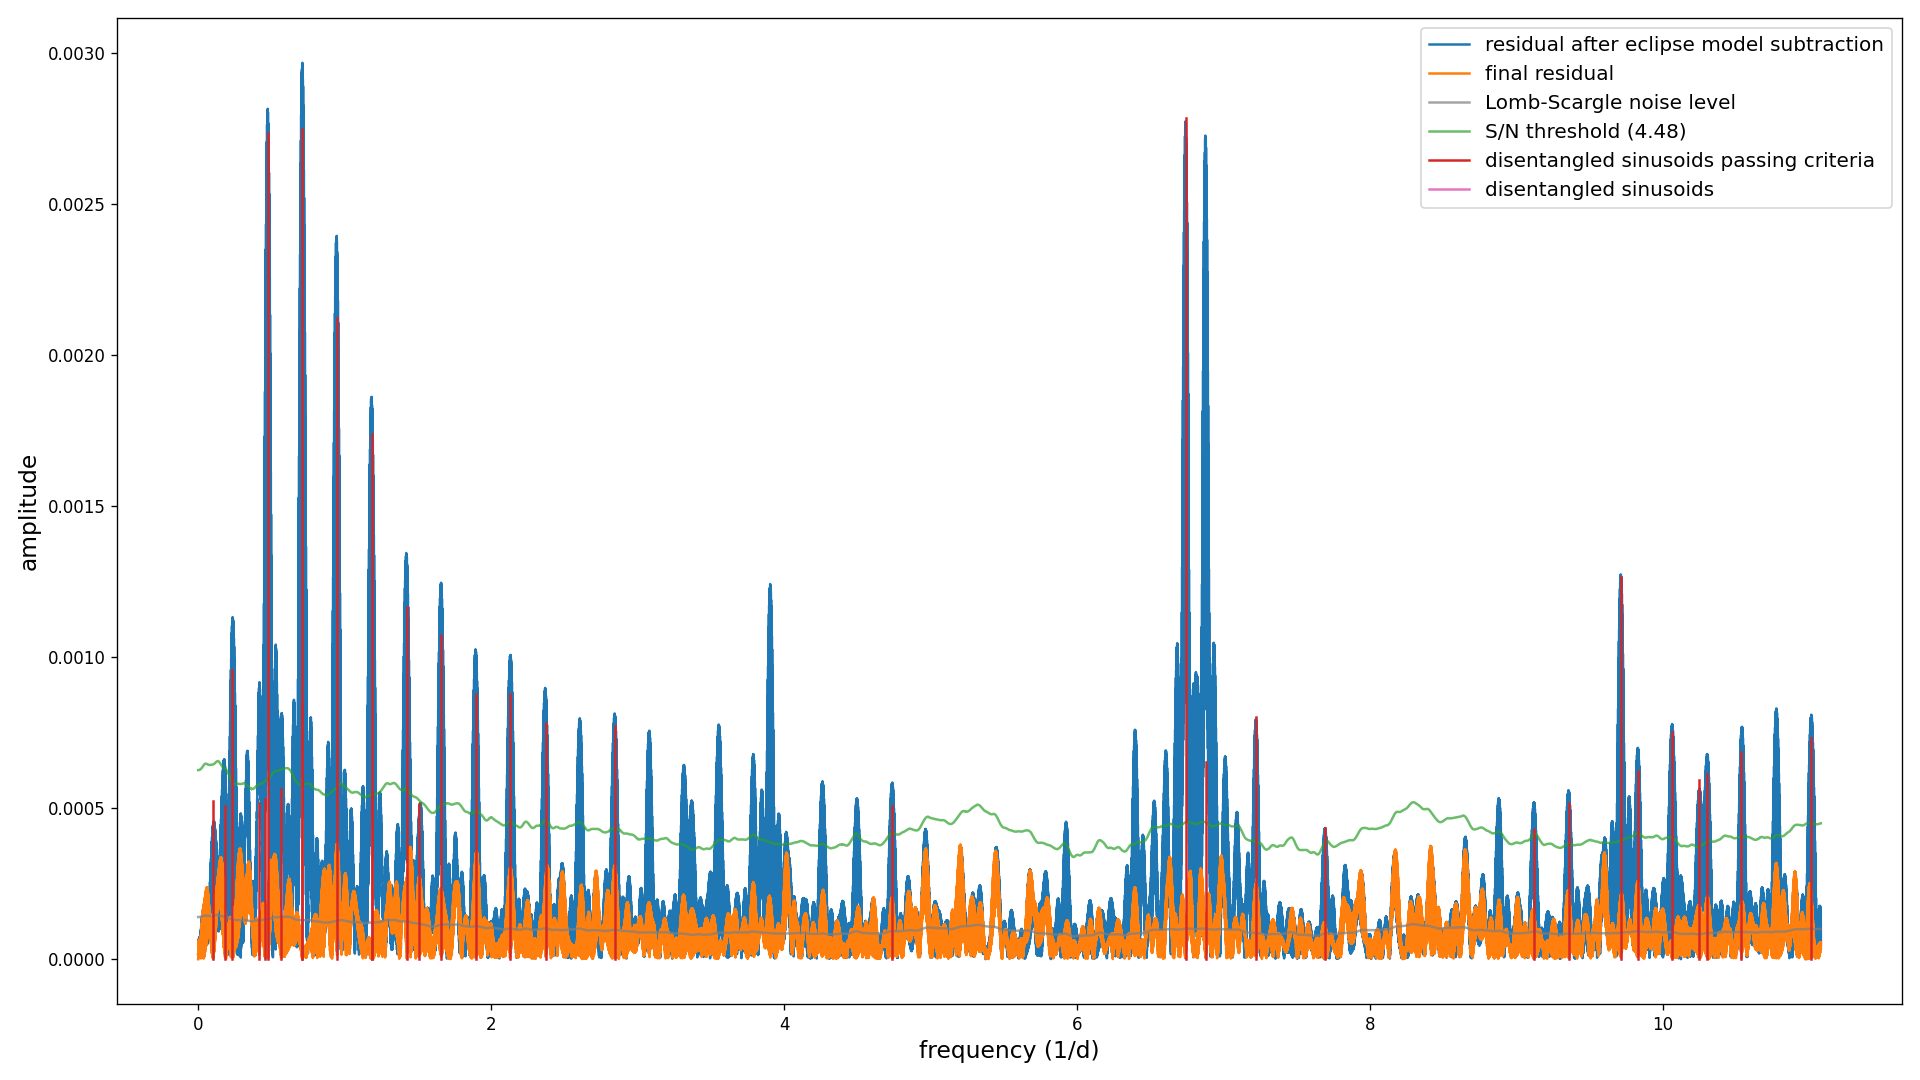 residual after eclipse model subtraction
final residual
Lomb-Scargle noise level
S/N threshold (4.48)
disentangled sinusoids passing criteria
disentangled sinusoids
0.0030
0.0025
0.0020
0.0015
0.0010
0.0005
0.0000
amplitude
0 2 4 6 8 10
frequency (1/d)